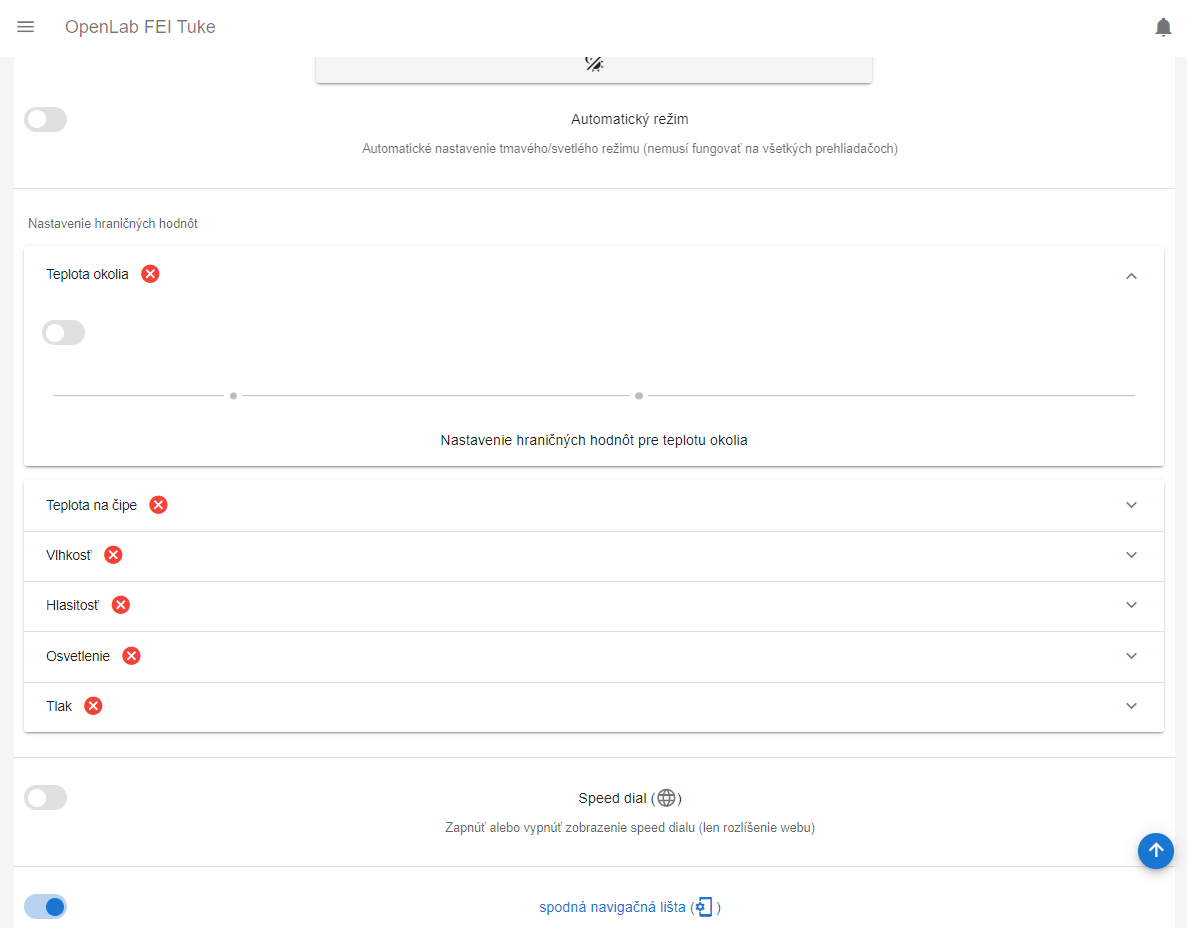 OpenLab FEI Tuke
Automatický režim
Automatické nastavenie tmavého/svetlého režimu (nemusí fungovať na všetkých prehliadačoch)
Nastavenie hraničných hodnôt
Teplota okolia
Nastavenie hraničných hodnôt pre teplotu okolia
Teplota na čipe
Vlhkosť
Hlasitosť
Osvetlenie
Tlak
Speed dial ( )
Zapnúť alebo vypnúť zobrazenie speed dialu (len rozlíšenie webu)
spodná navigačná lišta ( )